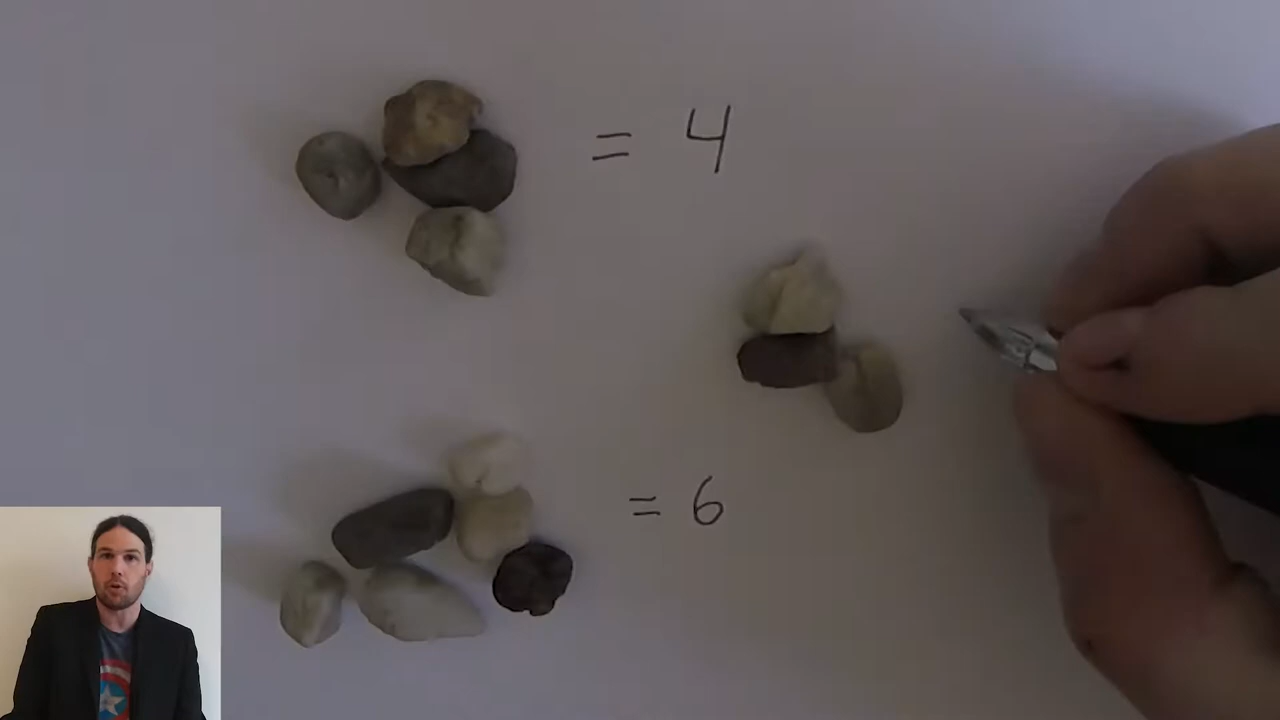 = 4
= 6